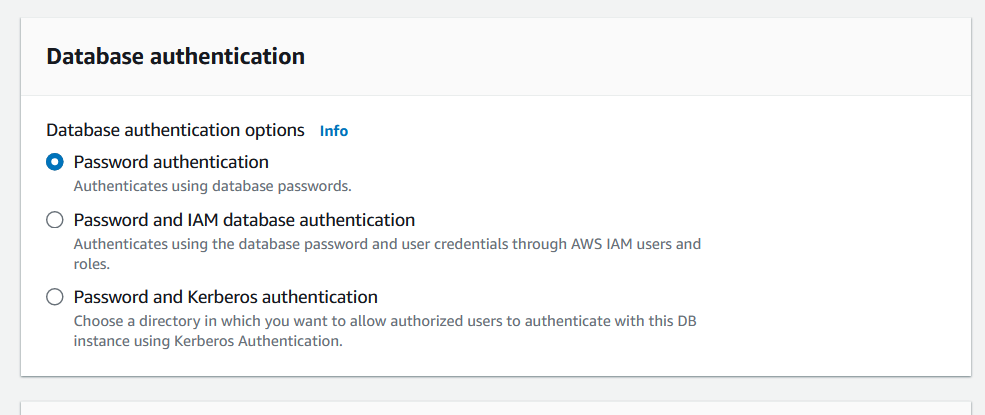 Database authentication
Database authentication options Info
Password authentication
Authenticates using database passwords.
Password and IAM database authentication
Authenticates using the database password and user credentials through AWS IAM users and
roles.
Password and Kerberos authentication
Choose a directory in which you want to allow authorized users to authenticate with this DB
instance using Kerberos Authentication.